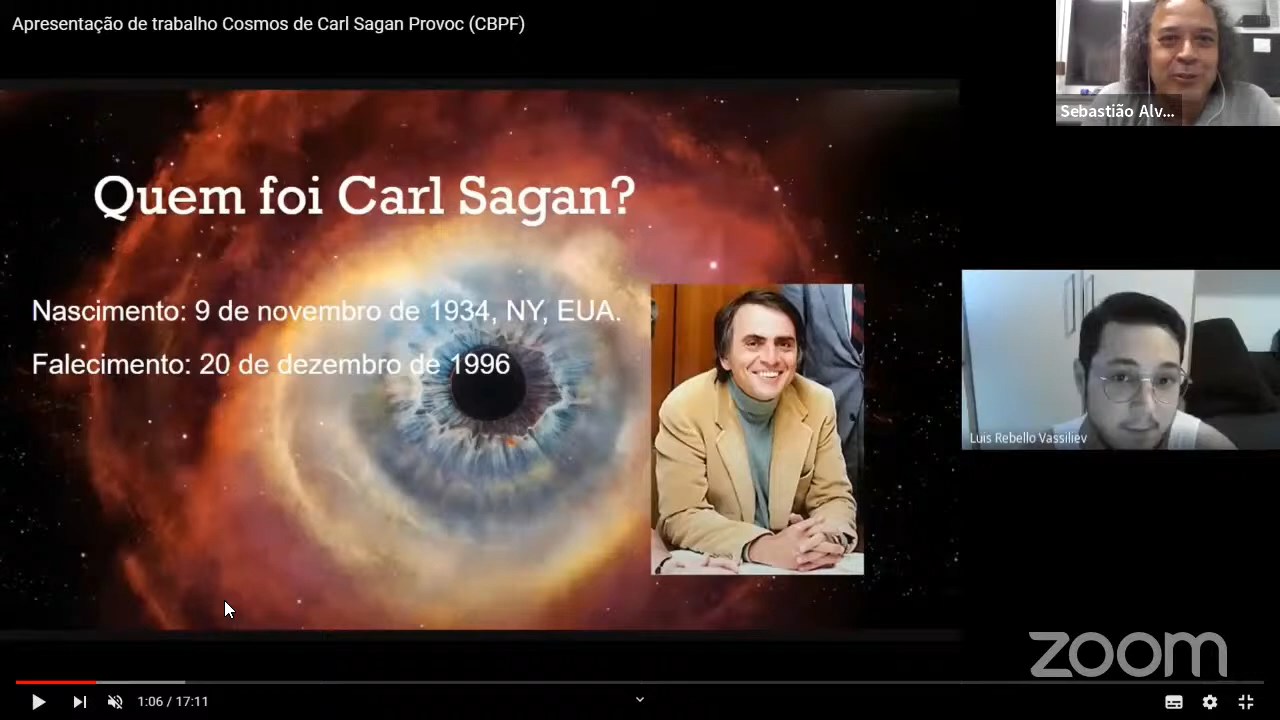 Apresentação de trabalho Cosmos de Carl Sagan Provoc (CBPF)
Sebastião Alv...
Quem foi Carl Sagan?
Nascimento: 9 de novembro de 1934, NY, EUA.
Falecimento: 20 de dezembro de 1996
Luis Rebello Vassiliev
zoom
1:06 / 17:11